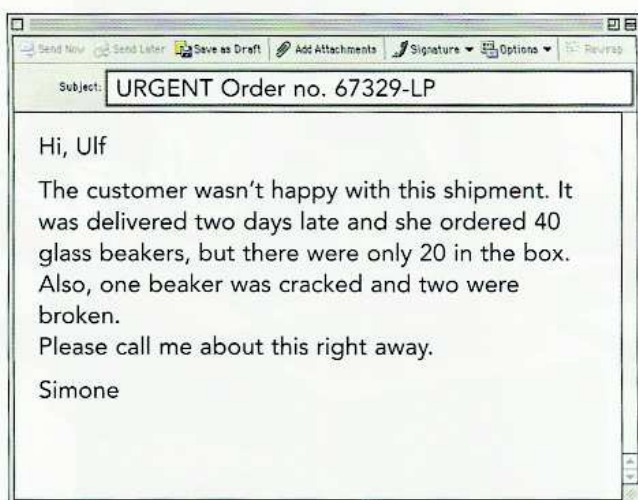 Send Now Send Later Save as Draft Add Attachments Signature Options Rewrap
Subject: URGENT Order no. 67329-LP
Hi, Ulf
The customer wasn't happy with this shipment. It
was delivered two days late and she ordered 40
glass beakers, but there were only 20 in the box.
Also, one beaker was cracked and two were
broken.
Please call me about this right away.
Simone